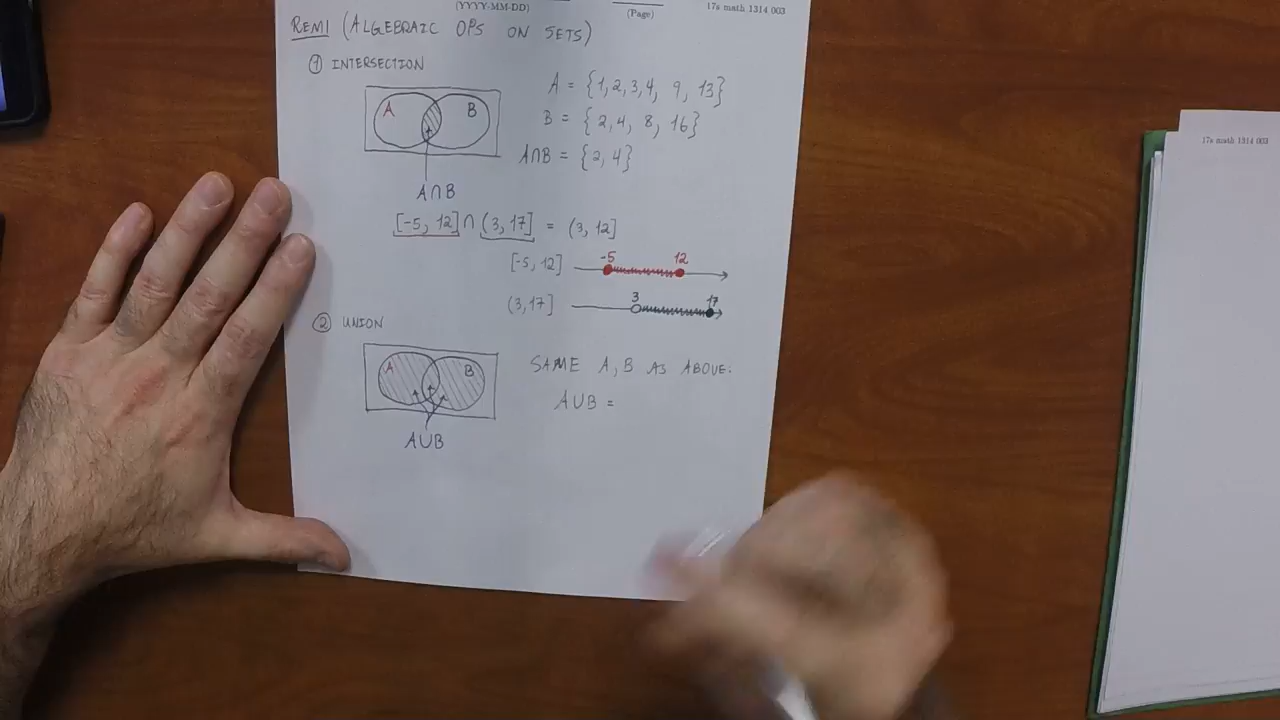 (YYYY-MM-DD)
(Page)
17s math 1314 003
REM1 (ALGEBRAIC OPS ON SETS)
① INTERSECTION
A B
A∩B
A = {1,2,3,4, 9, 13}
B = {2,4, 8, 16}
A∩B = {2,4}
[-5, 12] ∩ (3, 17] = (3, 12]
[-5, 12] -5 12
(3,17] 3 17
② UNION
A B
A∪B
SAME A, B AS ABOVE:
A∪B =
17s math 1314 003